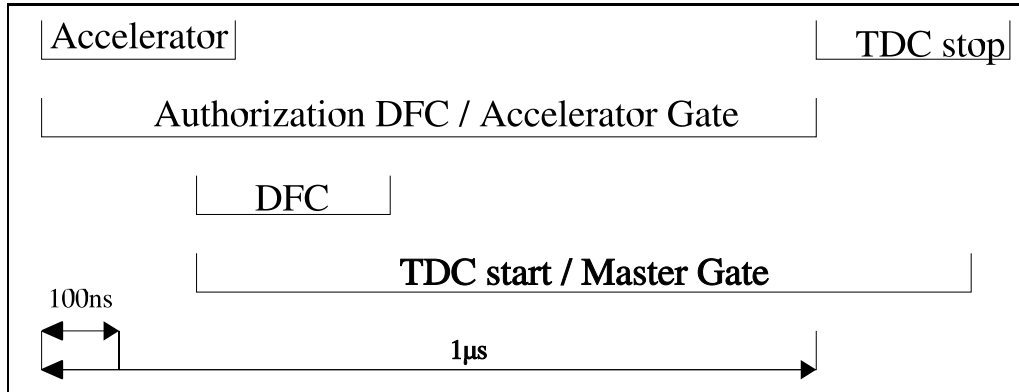 Accelerator
TDC stop
Authorization DFC / Accelerator Gate
DFC
TDC start / Master Gate
100ns
1µs